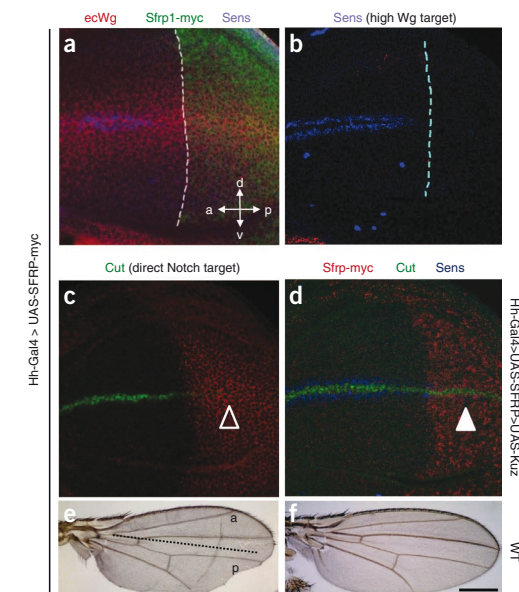 ecWg Sfrp1-myc Sens
Sens (high Wg target)
a
b
d
a p
v
Cut (direct Notch target)
Sfrp-myc Cut Sens
c
d
e
a
p
f
Hh-Gal4 > UAS-SFRP-myc
Hh-Gal4>UAS-SFRP>UAS-Kuz
WT